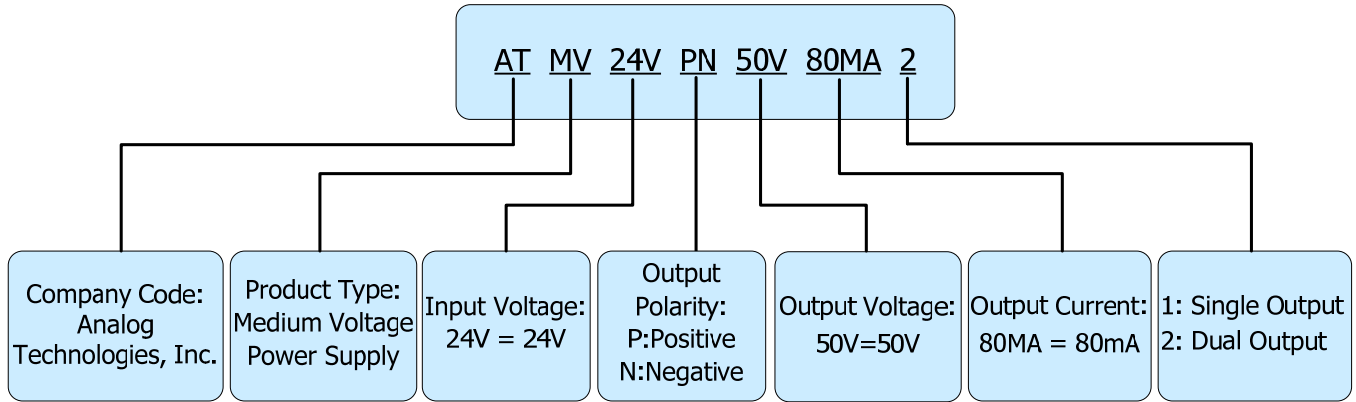 AT MV 24V PN 50V 80MA 2
Company Code:
Analog
Technologies, Inc.
Product Type:
Medium Voltage
Power Supply
Input Voltage:
24V = 24V
Output
Polarity:
P:Positive
N:Negative
Output Voltage:
50V=50V
Output Current:
80MA = 80mA
1: Single Output
2: Dual Output